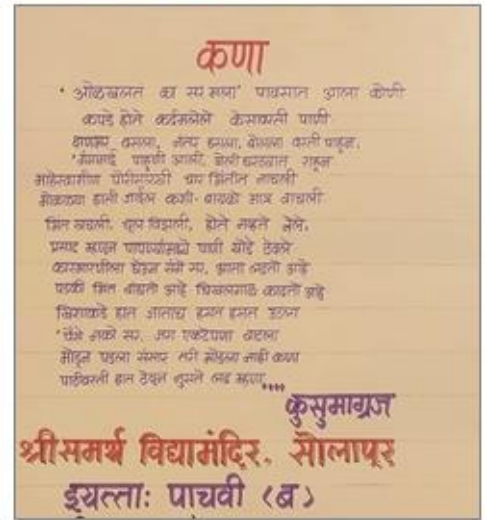 कणा
'ओळखलत का सर मला' पावसात आला कोणी
कपडे होते कर्दमलेले केसावरती पाणी
क्षणभर बसला, नंतर हसला, बोलला वरती पाहून,
'गंगामाई पाहुणी आली, गेली घरट्यात राहून
माहेरवाशीण पोरीसारखी चार भिंतीत नाचली
मोकळ्या हाती जाईल कशी बायको मात्र वाचली
भिंत खचली, चूल विझली, होते नव्हते नेले,
प्रसाद म्हणून पापण्यांमध्ये पाणी थोडे ठेवले
कारभारणीला घेऊन संगे सर, आता लढतो आहे
पडकी भिंत बांधतो आहे चिखलगाळ काढतो आहे
खिशाकडे हात जाताच हसत हसत उठला
'पैसे नको सर, जरा एकटेपणा वाटला
मोडून पडला संसार तरी मोडला नाही कणा
पाठीवरती हात ठेवून नुसते लढ म्हणा....
कुसुमाग्रज
श्रीसमर्थ विद्यामंदिर. सोलापूर
इयत्ताः पाचवी (ब)